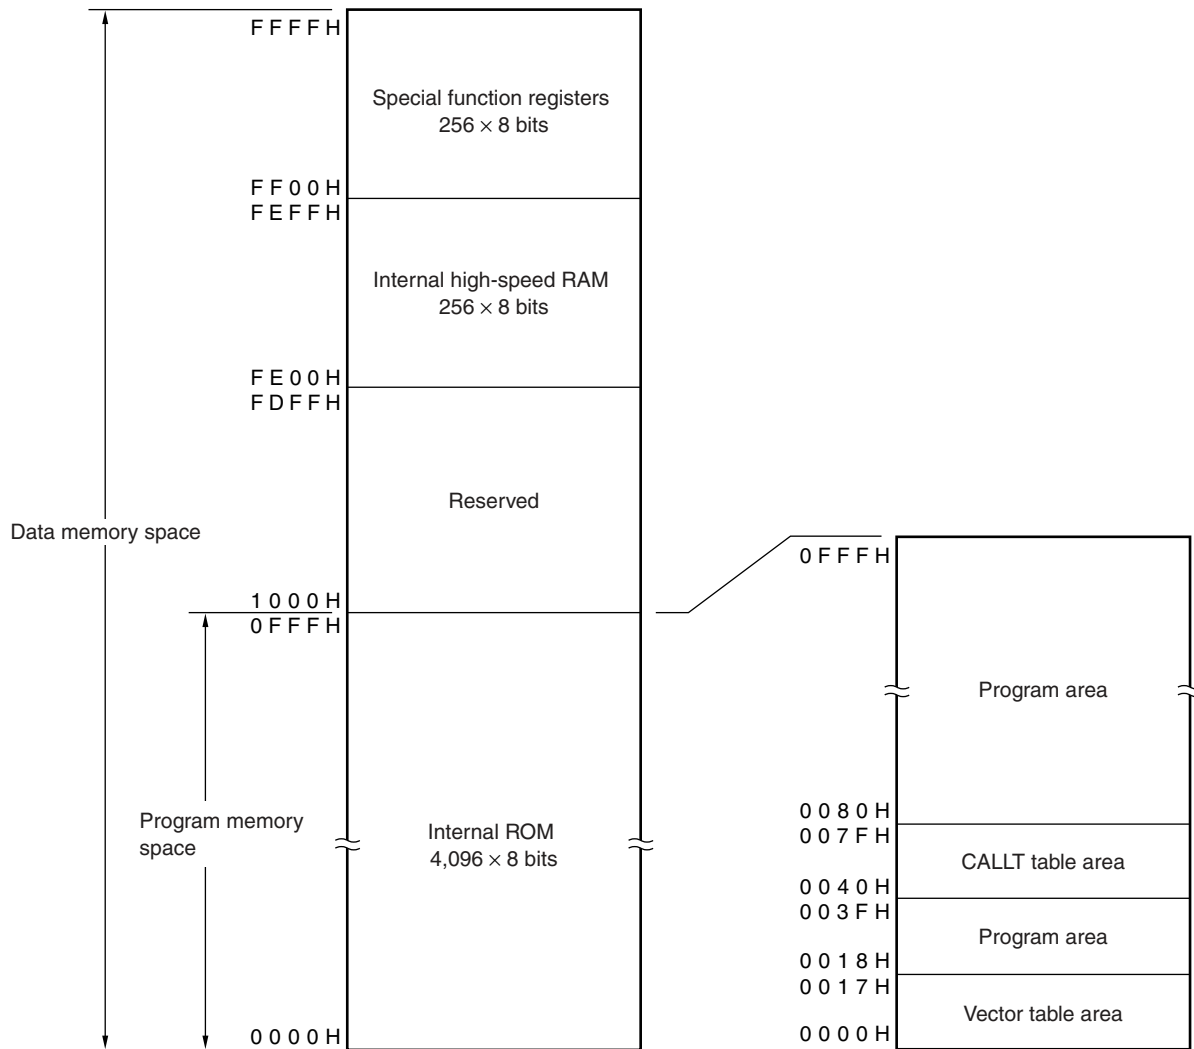 FFFFH
Special function registers
256 × 8 bits
FF00H
FEFFH
Internal high-speed RAM
256 × 8 bits
FE00H
FDFFH
Reserved
Data memory space
1000H
0FFFH
Program memory
space
Internal ROM
4,096 × 8 bits
0000H
0FFFH
Program area
0080H
007FH
CALLT table area
0040H
003FH
Program area
0018H
0017H
Vector table area
0000H